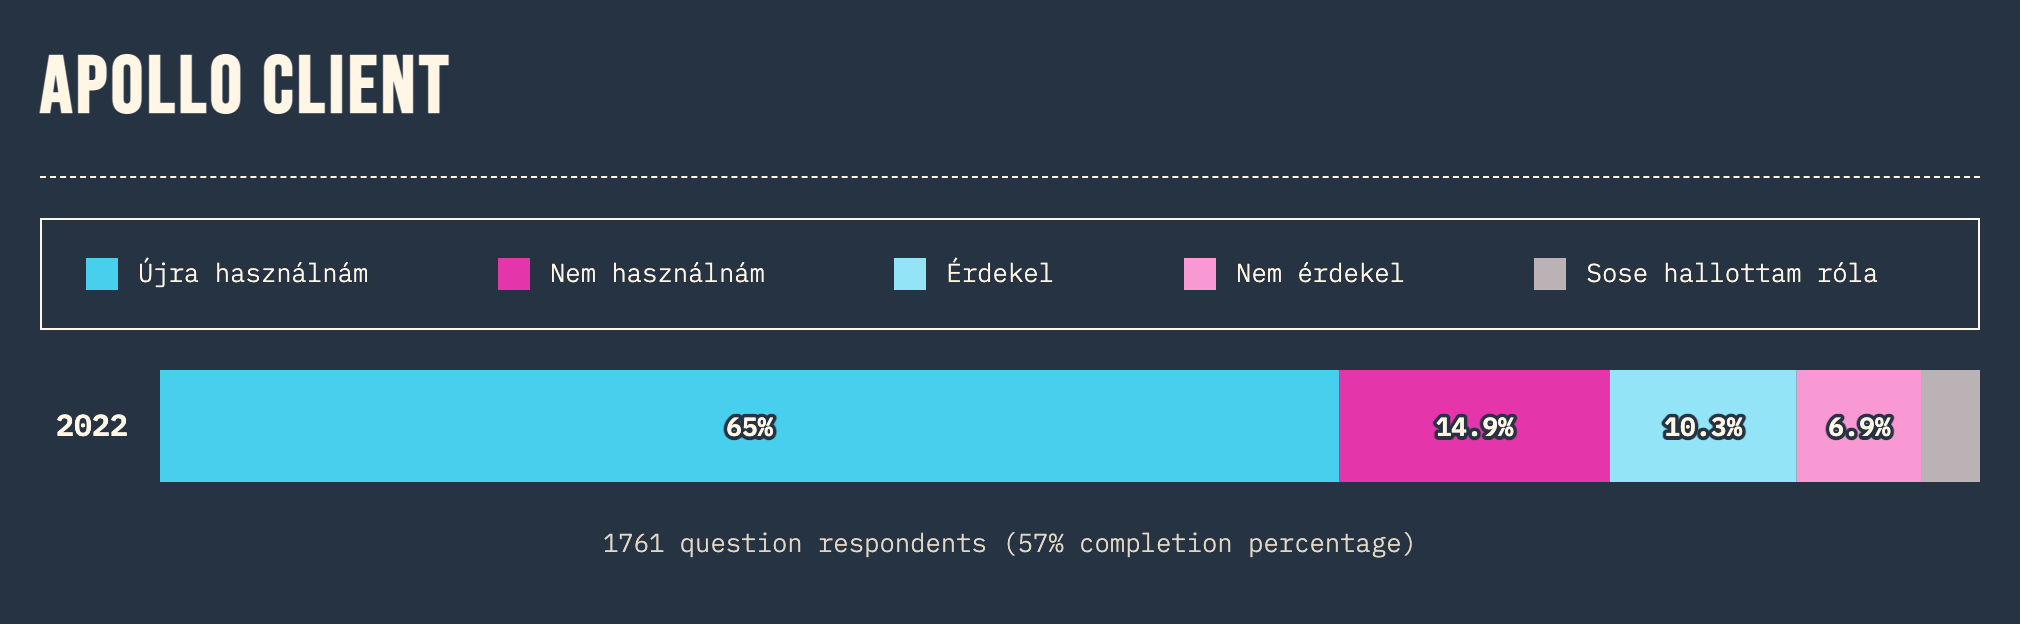 APOLLO CLIENT
Újra használnám Nem használnám Érdekel Nem érdekel Sose hallottam róla
2022 65% 14.9% 10.3% 6.9%
1761 question respondents (57% completion percentage)